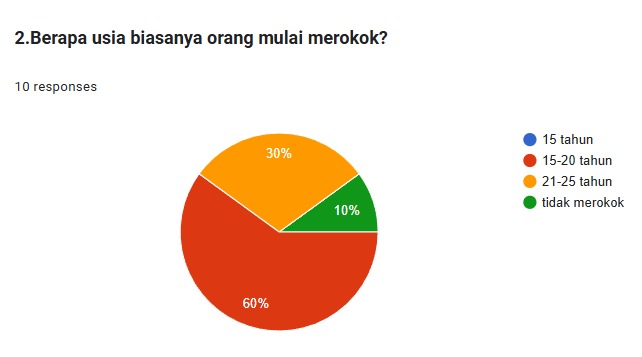 2.Berapa usia biasanya orang mulai merokok?
10 responses
30%
10%
60%
15 tahun
15-20 tahun
21-25 tahun
tidak merokok